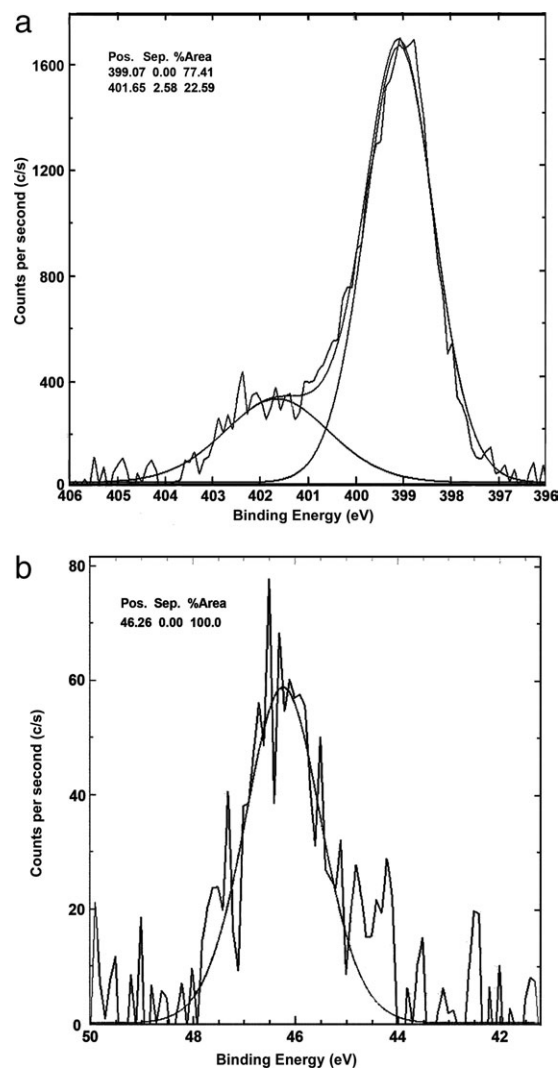 a
Pos. Sep. %Area
399.07 0.00 77.41
401.65 2.58 22.59
1600
1200
800
400
0
Counts per second (c/s)
406 405 404 403 402 401 400 399 398 397 396
Binding Energy (eV)
b
Pos. Sep. %Area
46.26 0.00 100.0
80
60
40
20
0
Counts per second (c/s)
50 48 46 44 42
Binding Energy (eV)